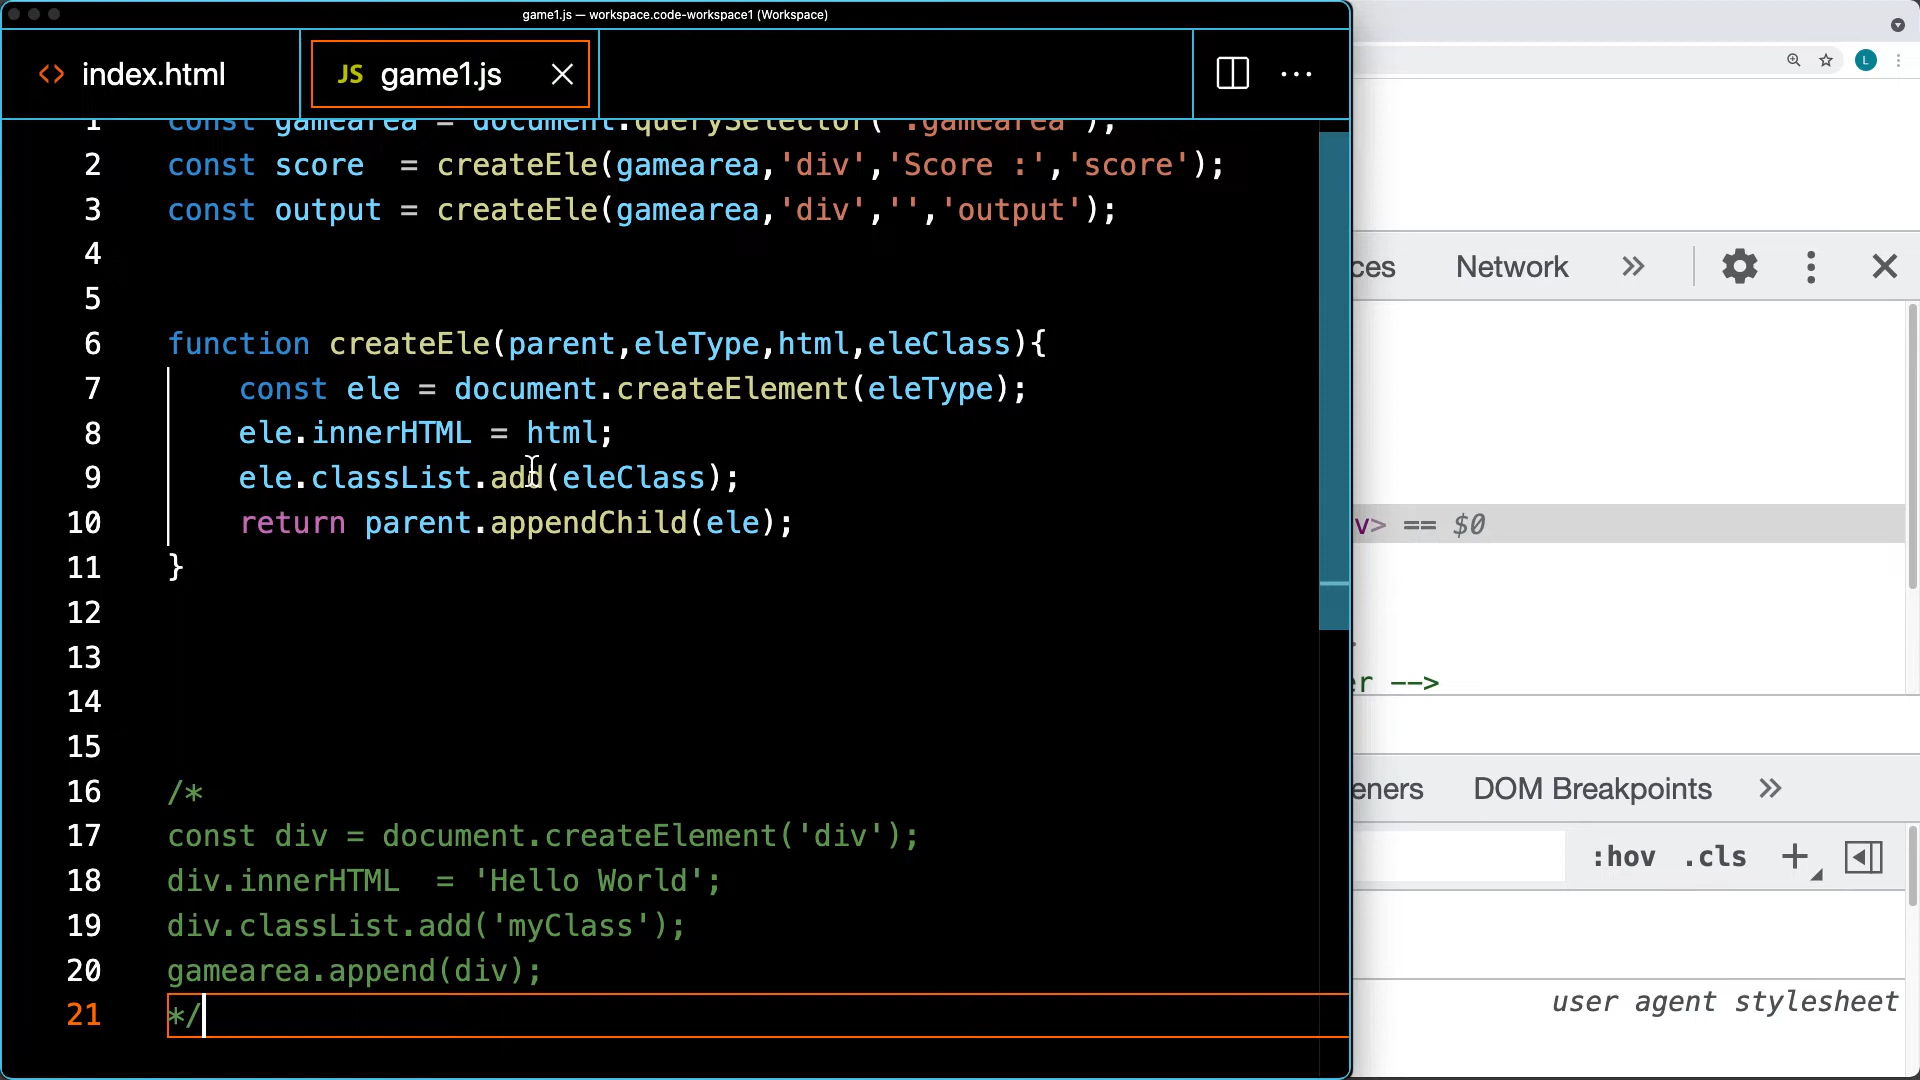 game1.js — workspace.code-workspace1 (Workspace)
<> index.html
JS game1.js
1 const gamearea = document.querySelector('.gamearea');
2 const score  = createEle(gamearea,'div','Score :','score');
3 const output = createEle(gamearea,'div','','output');
4
5
6 function createEle(parent,eleType,html,eleClass){
7     const ele = document.createElement(eleType);
8     ele.innerHTML = html;
9     ele.classList.add(eleClass);
10     return parent.appendChild(ele);
11 }
12
13
14
15
16 /*
17 const div = document.createElement('div');
18 div.innerHTML  = 'Hello World';
19 div.classList.add('myClass');
20 gamearea.append(div);
21 */
L
ces Network »
v> == $0
er -->
eners DOM Breakpoints »
:hov .cls +
user agent stylesheet